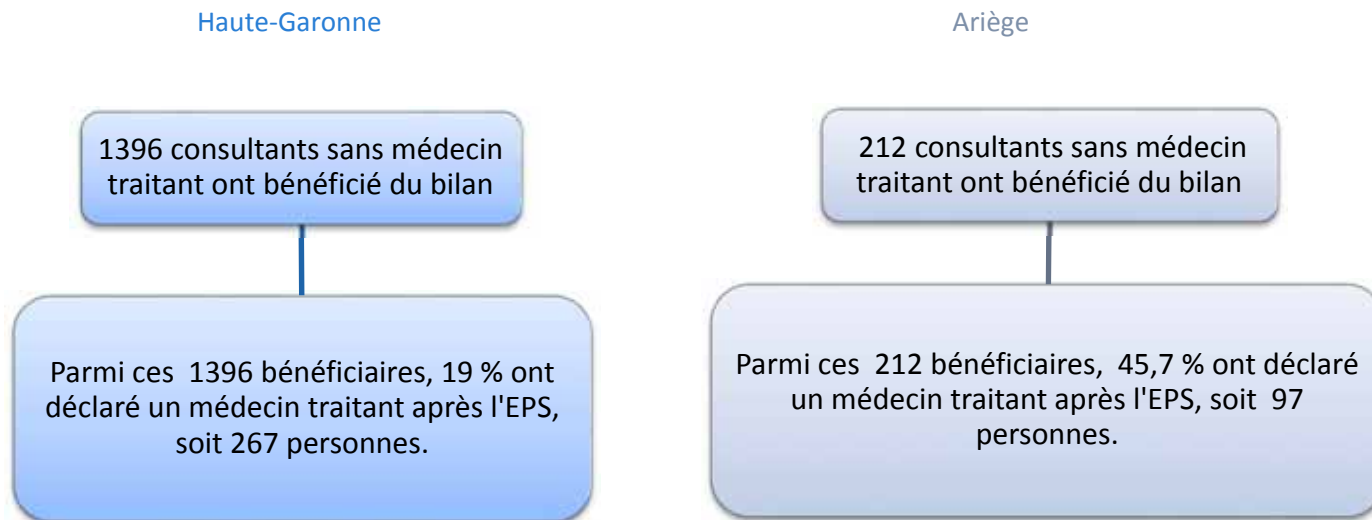 Haute-Garonne
Ariège
1396 consultants sans médecin
traitant ont bénéficié du bilan
212 consultants sans médecin
traitant ont bénéficié du bilan
Parmi ces 1396 bénéficiaires, 19 % ont
déclaré un médecin traitant après l'EPS,
soit 267 personnes.
Parmi ces 212 bénéficiaires, 45,7 % ont déclaré
un médecin traitant après l'EPS, soit 97
personnes.